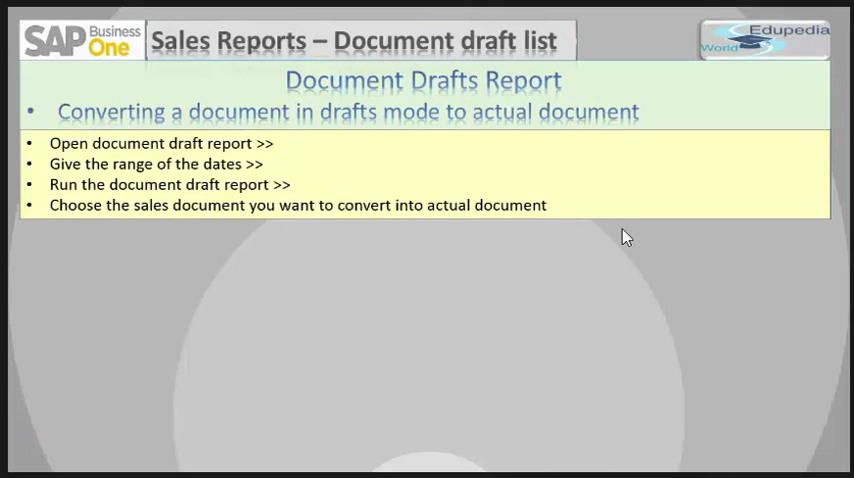 SAP Business One
Sales Reports – Document draft list
Edupedia
World
Document Drafts Report
• Converting a document in drafts mode to actual document
• Open document draft report >>
• Give the range of the dates >>
• Run the document draft report >>
• Choose the sales document you want to convert into actual document